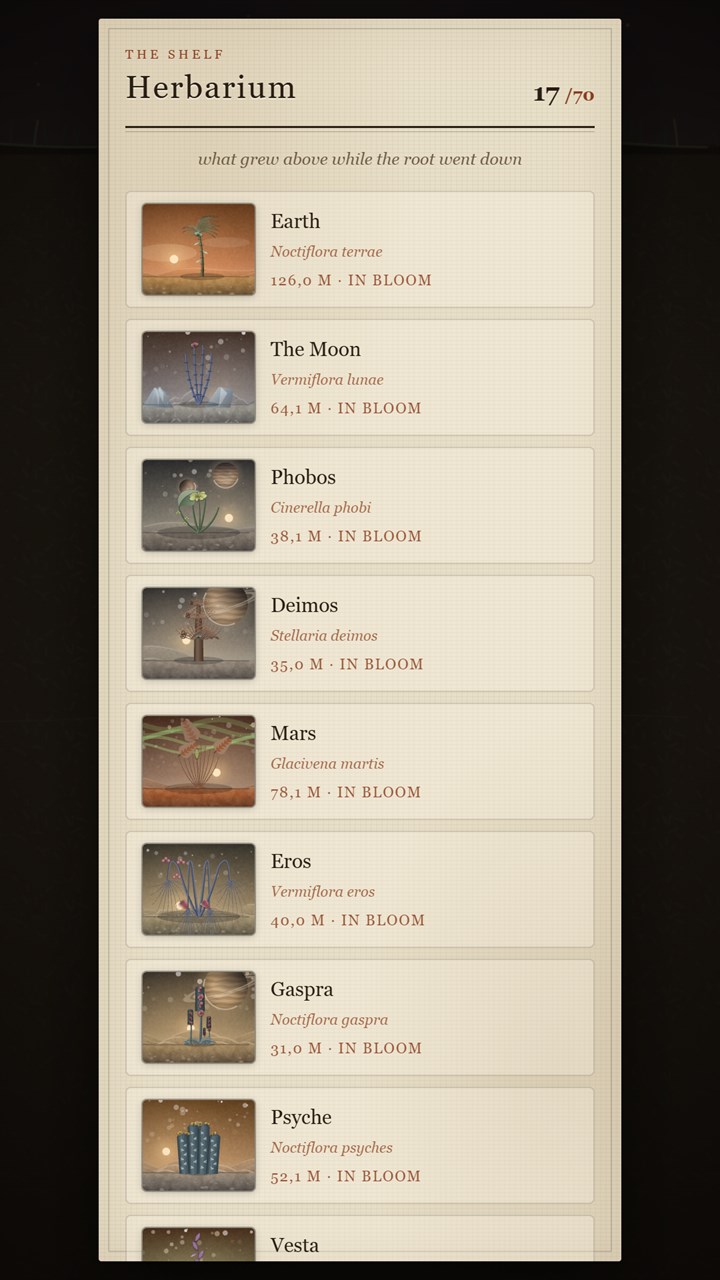 THE SHELF
Herbarium
17 /70
what grew above while the root went down
Earth
Noctiflora terrae
126,0 M · IN BLOOM
The Moon
Vermiflora lunae
64,1 M · IN BLOOM
Phobos
Cinerella phobi
38,1 M · IN BLOOM
Deimos
Stellaria deimos
35,0 M · IN BLOOM
Mars
Glacivena martis
78,1 M · IN BLOOM
Eros
Vermiflora eros
40,0 M · IN BLOOM
Gaspra
Noctiflora gaspra
31,0 M · IN BLOOM
Psyche
Noctiflora psyches
52,1 M · IN BLOOM
Vesta